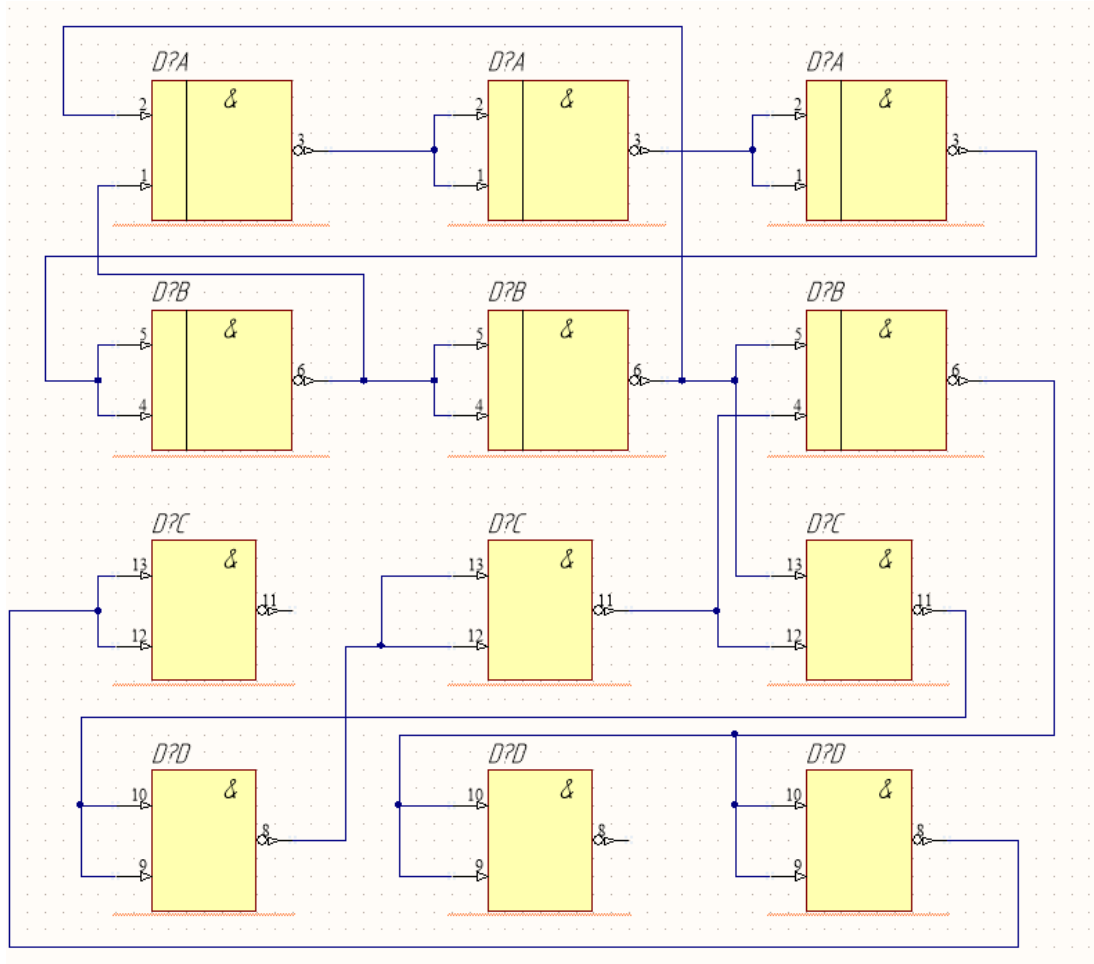 D?A D?A D?A
& & &
2 2 2
3 3 3
1 1 1
D?B D?B D?B
& & &
5 5 5
6 6 6
4 4 4
D?C D?C D?C
& & &
13 13 13
11 11 11
12 12 12
D?D D?D D?D
& & &
10 10 10
8 8 8
9 9 9